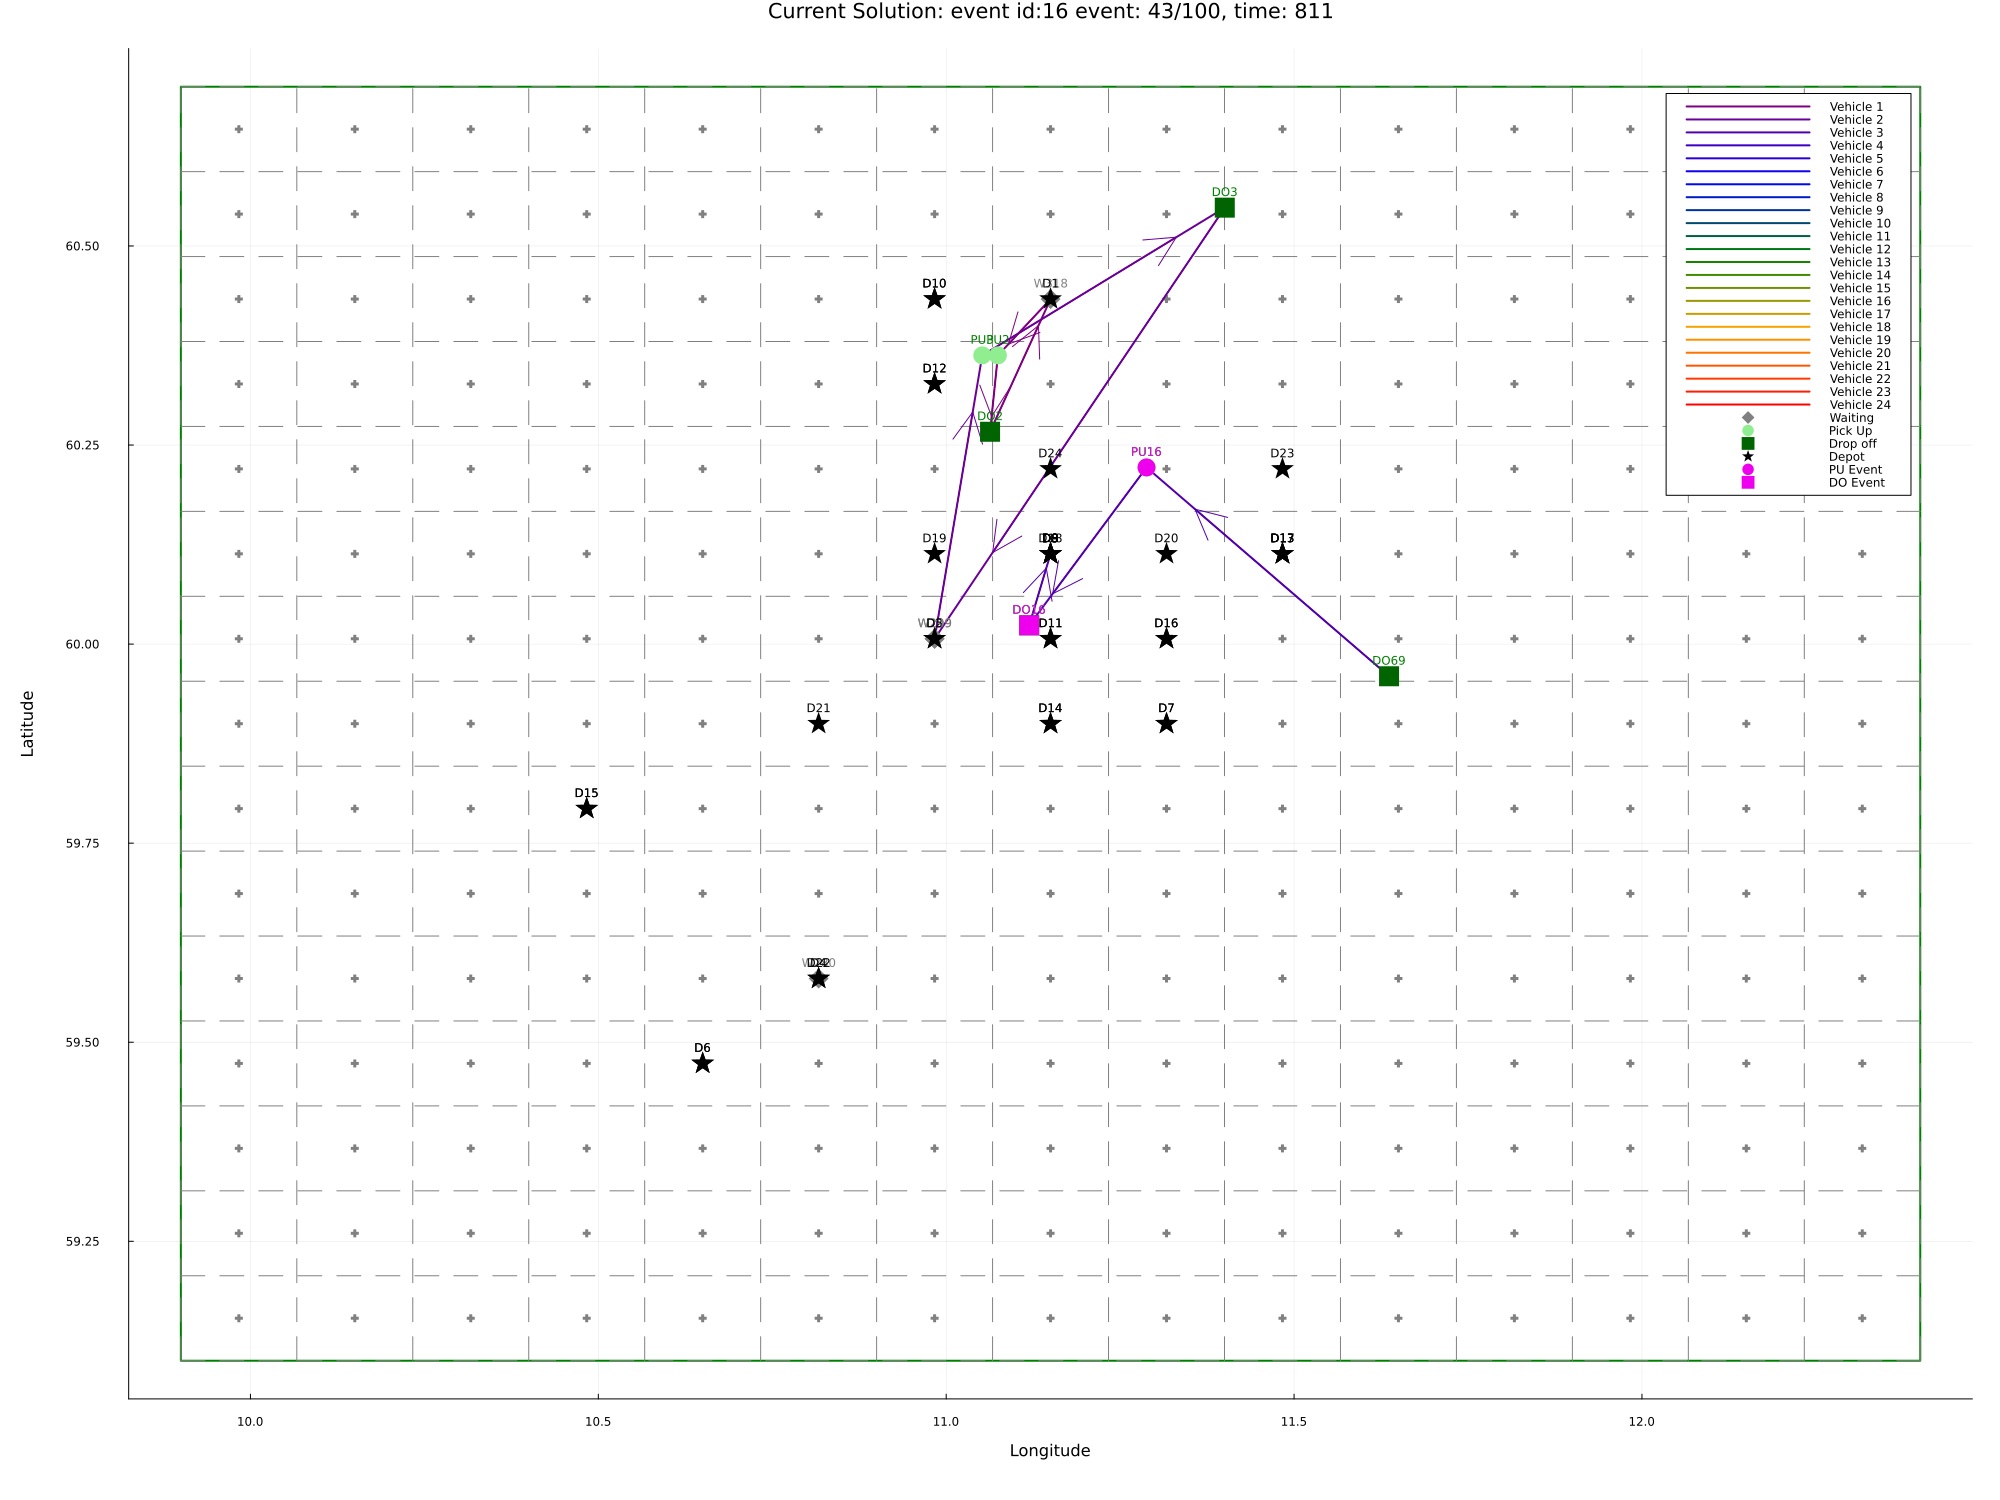 Current Solution: event id:16 event: 43/100, time: 811
Vehicle 1
Vehicle 2
Vehicle 3
Vehicle 4
Vehicle 5
Vehicle 6
Vehicle 7
Vehicle 8
Vehicle 9
Vehicle 10
Vehicle 11
Vehicle 12
Vehicle 13
Vehicle 14
Vehicle 15
Vehicle 16
Vehicle 17
Vehicle 18
Vehicle 19
Vehicle 20
Vehicle 21
Vehicle 22
Vehicle 23
Vehicle 24
Waiting
Pick Up
Drop off
Depot
PU Event
DO Event
DO3
60.50
D10
D1
D12
DO2
60.25
D24
PU16
D23
D19
D20
DO16
D11
D16
60.00
DO69
D21
D14
D7
Latitude
D15
59.75
59.50
D6
59.25
10.0
10.5
11.0
11.5
12.0
Longitude